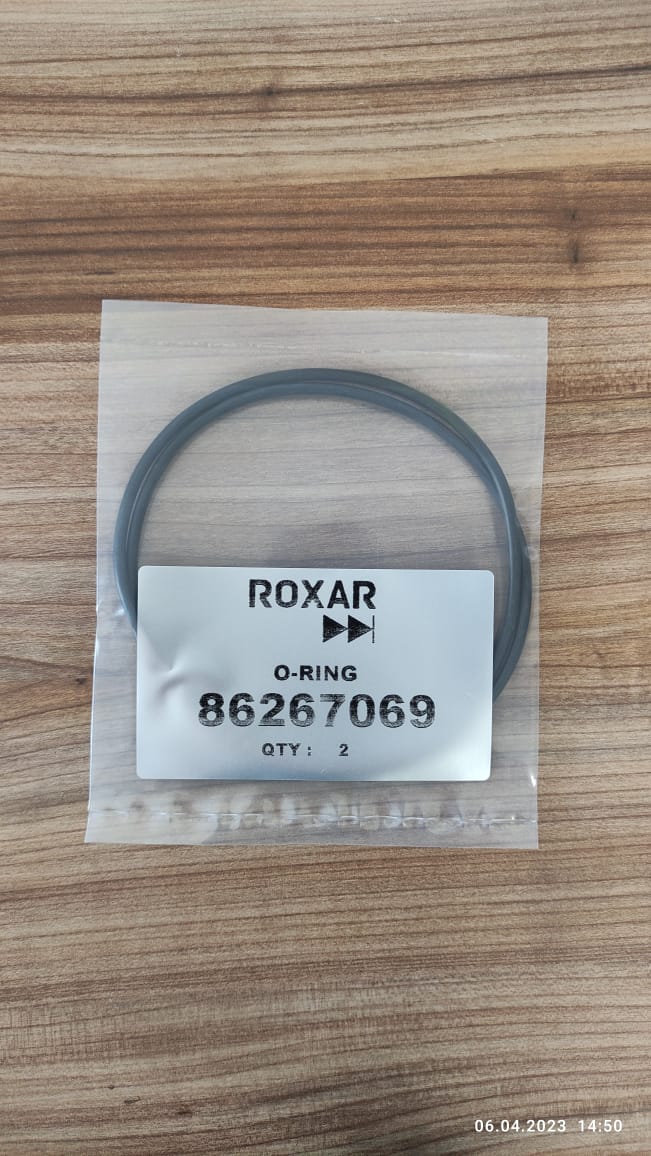 ROXAR
O-RING
86267069
QTY : 2
06.04.2023 14:50